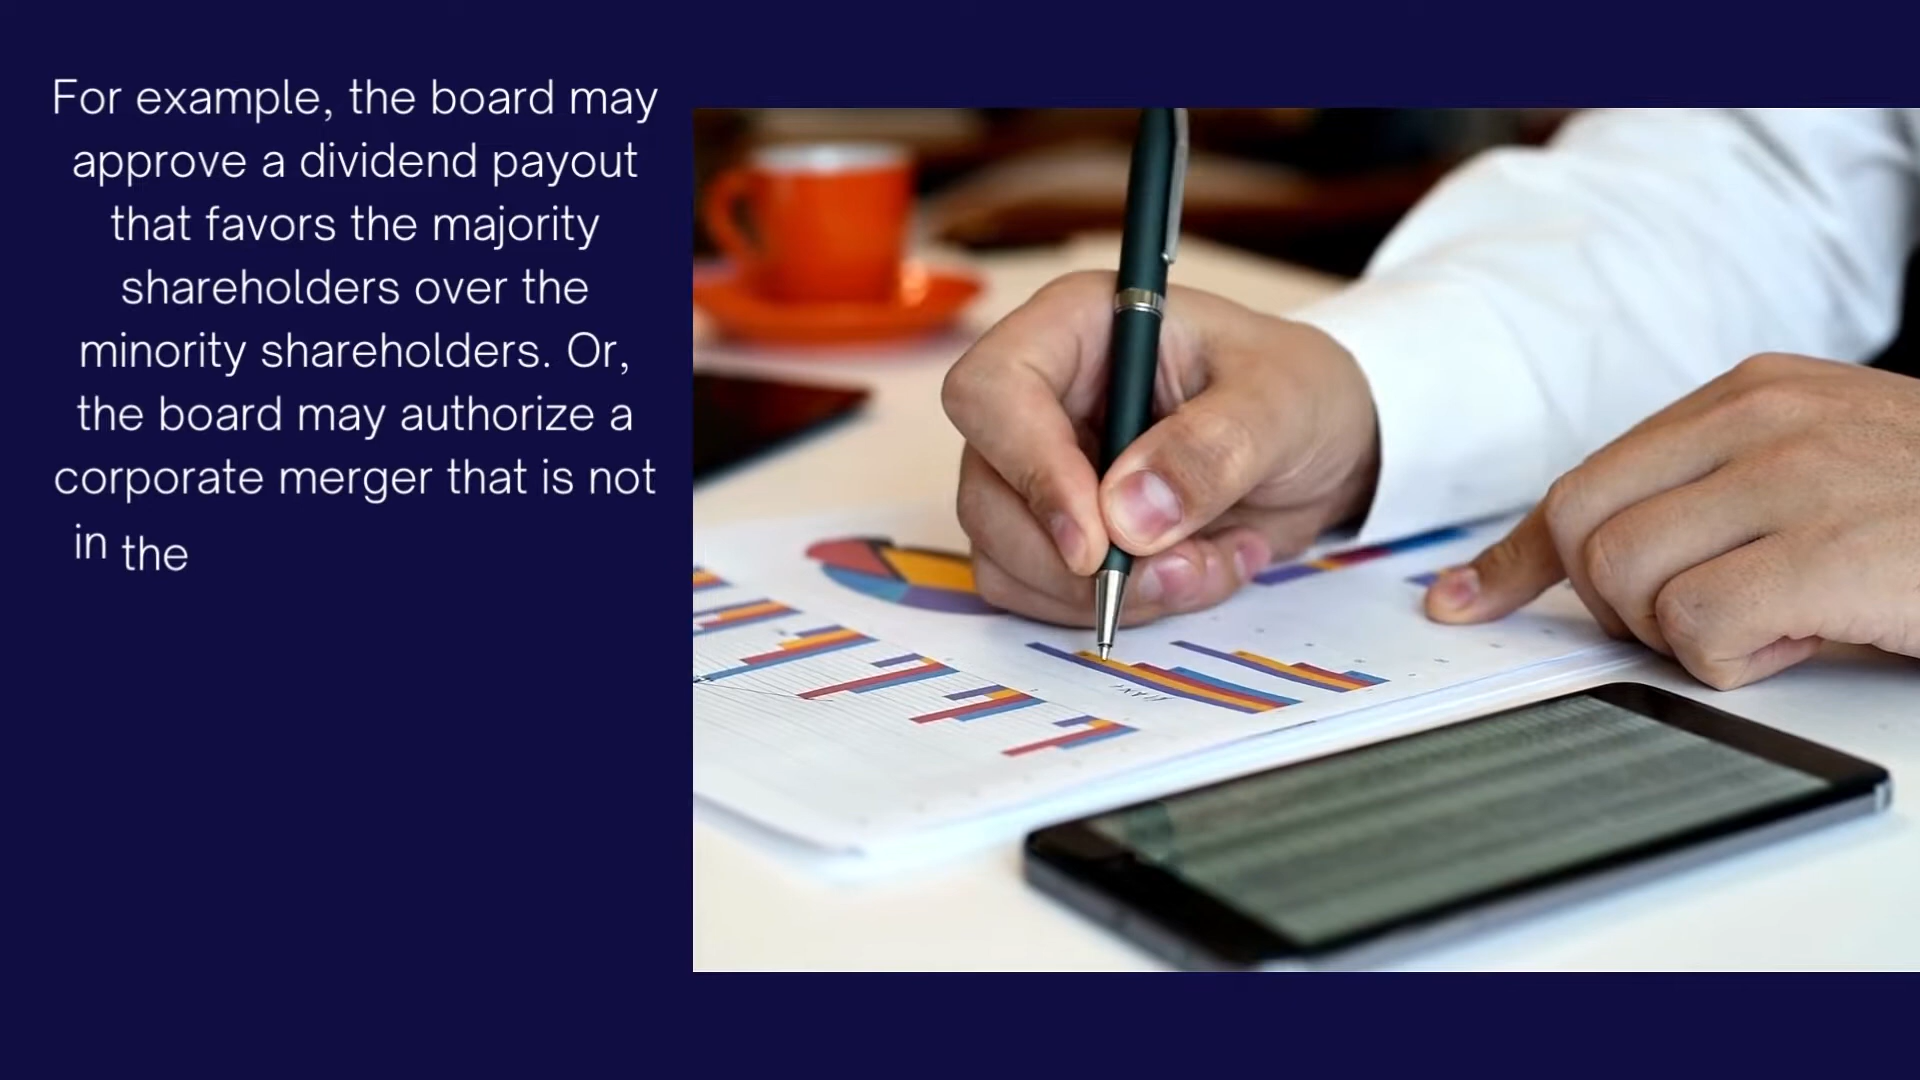 For example, the board may
approve a dividend payout
that favors the majority
shareholders over the
minority shareholders. Or,
the board may authorize a
corporate merger that is not
in the